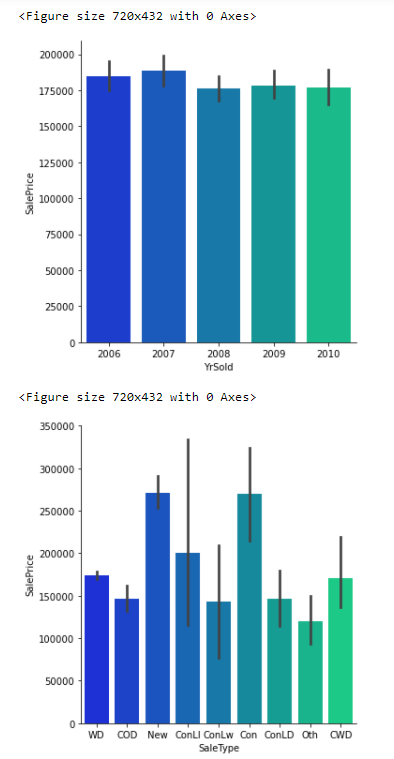 <Figure size 720x432 with 0 Axes>
200000
175000
150000
125000
100000
75000
50000
25000
0
SalePrice
2006 2007 2008 2009 2010
YrSold
<Figure size 720x432 with 0 Axes>
350000
300000
250000
200000
150000
100000
50000
0
SalePrice
WD COD New ConLI ConLw Con ConLD Oth CWD
SaleType